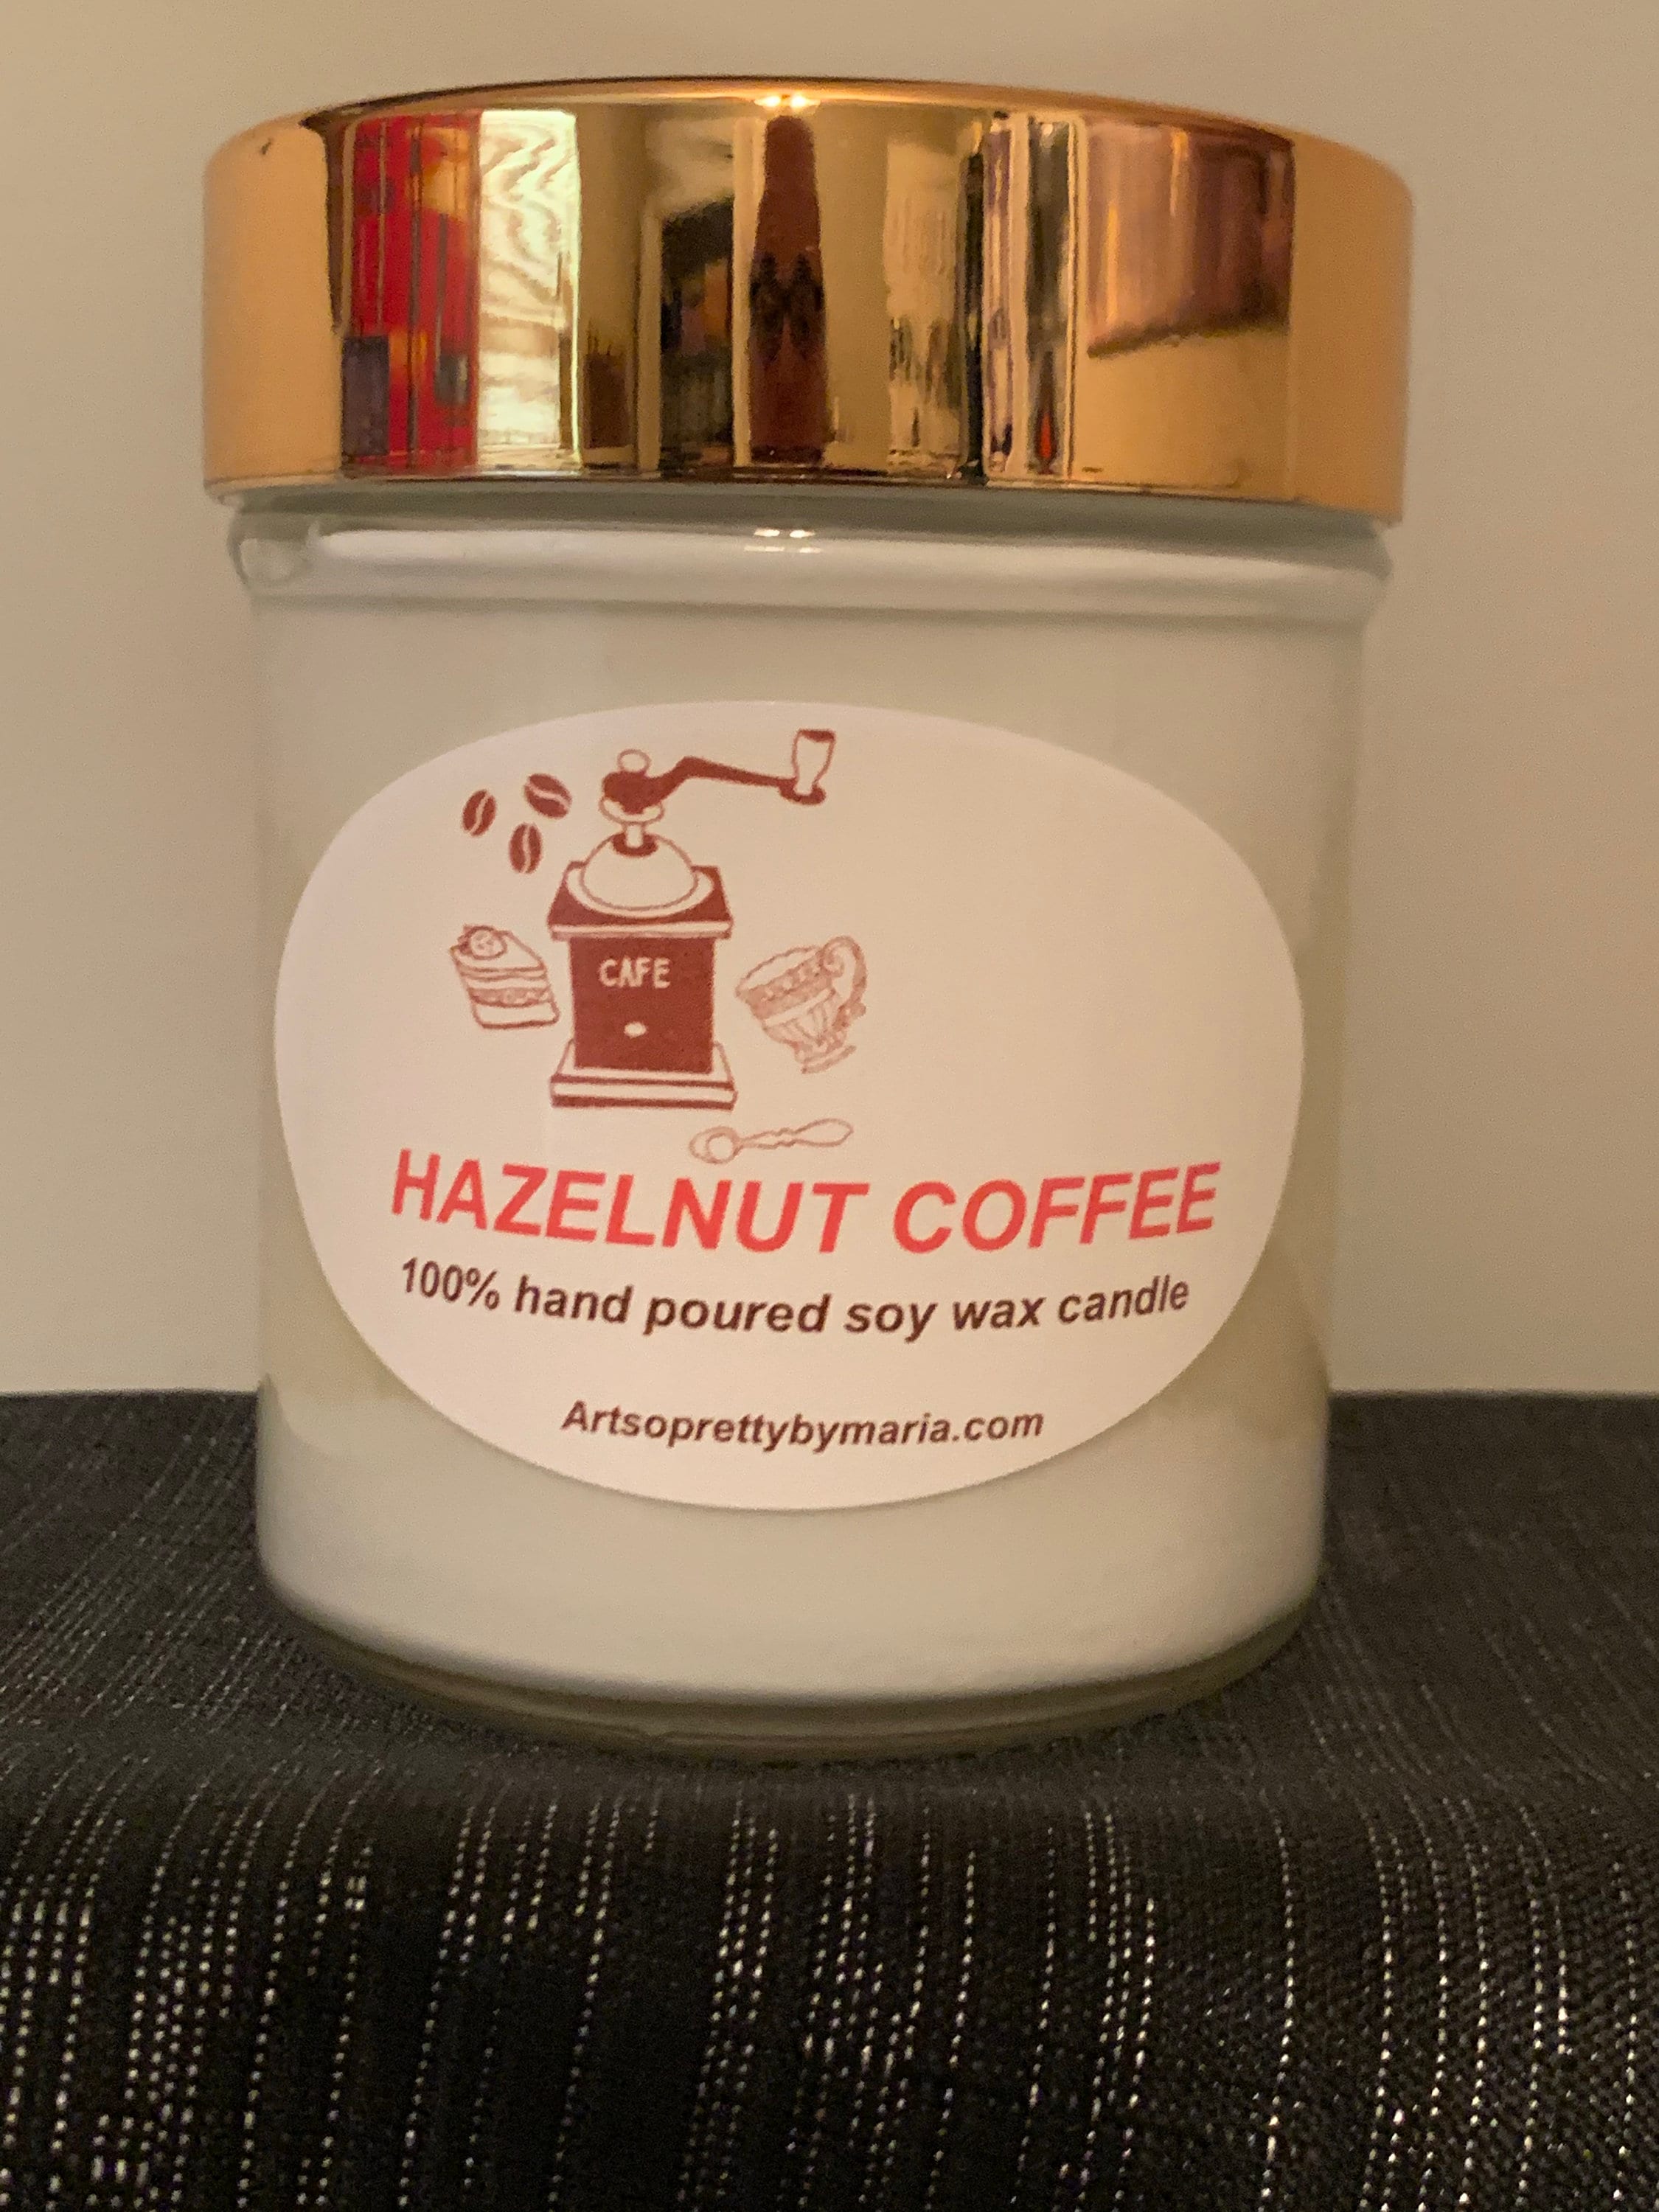 CAFE
HAZELNUT COFFEE
100% hand poured soy wax candle
Artsoprettybymaria.com